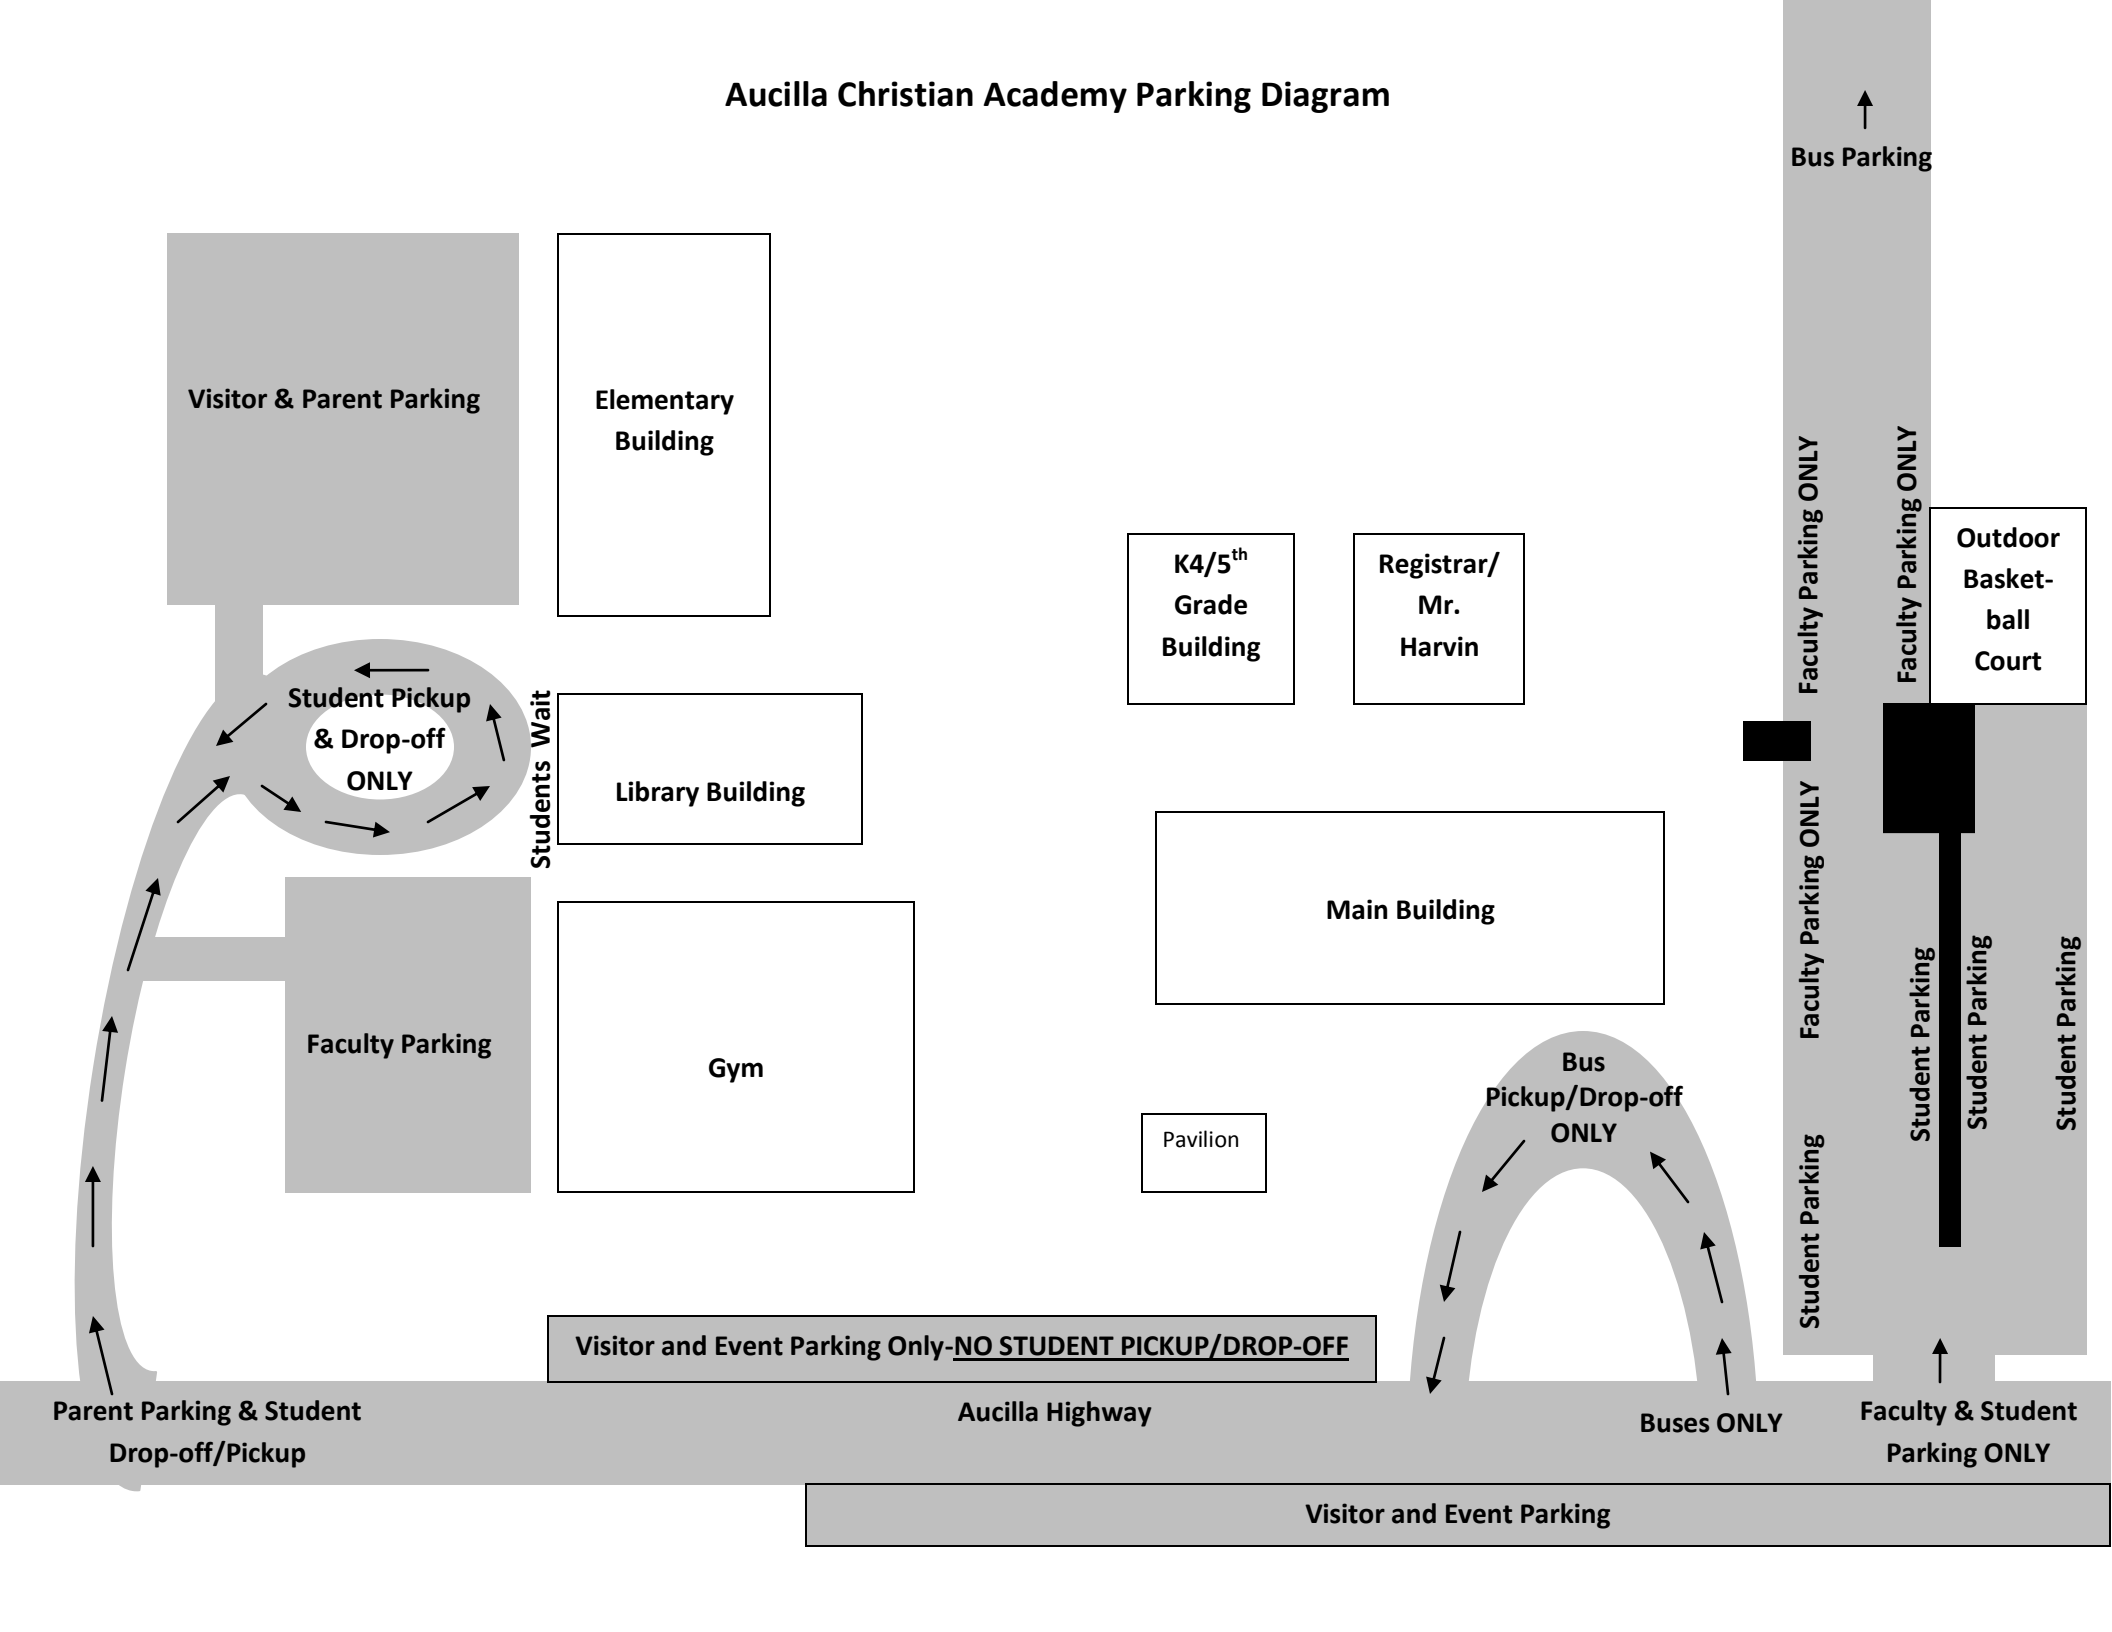 Aucilla Christian Academy Parking Diagram
Bus Parking
Visitor & Parent Parking
Elementary
Building
K4/5th
Grade
Building
Registrar/
Mr.
Harvin
Faculty Parking ONLY
Faculty Parking ONLY
Outdoor
Basket-
ball
Court
Student Pickup
& Drop-off
ONLY
Students Wait
Library Building
Main Building
Faculty Parking ONLY
Student Parking
Student Parking
Student Parking
Faculty Parking
Gym
Pavilion
Bus
Pickup/Drop-off
ONLY
Student Parking
Visitor and Event Parking Only-NO STUDENT PICKUP/DROP-OFF
Parent Parking & Student
Drop-off/Pickup
Aucilla Highway
Buses ONLY
Faculty & Student
Parking ONLY
Visitor and Event Parking